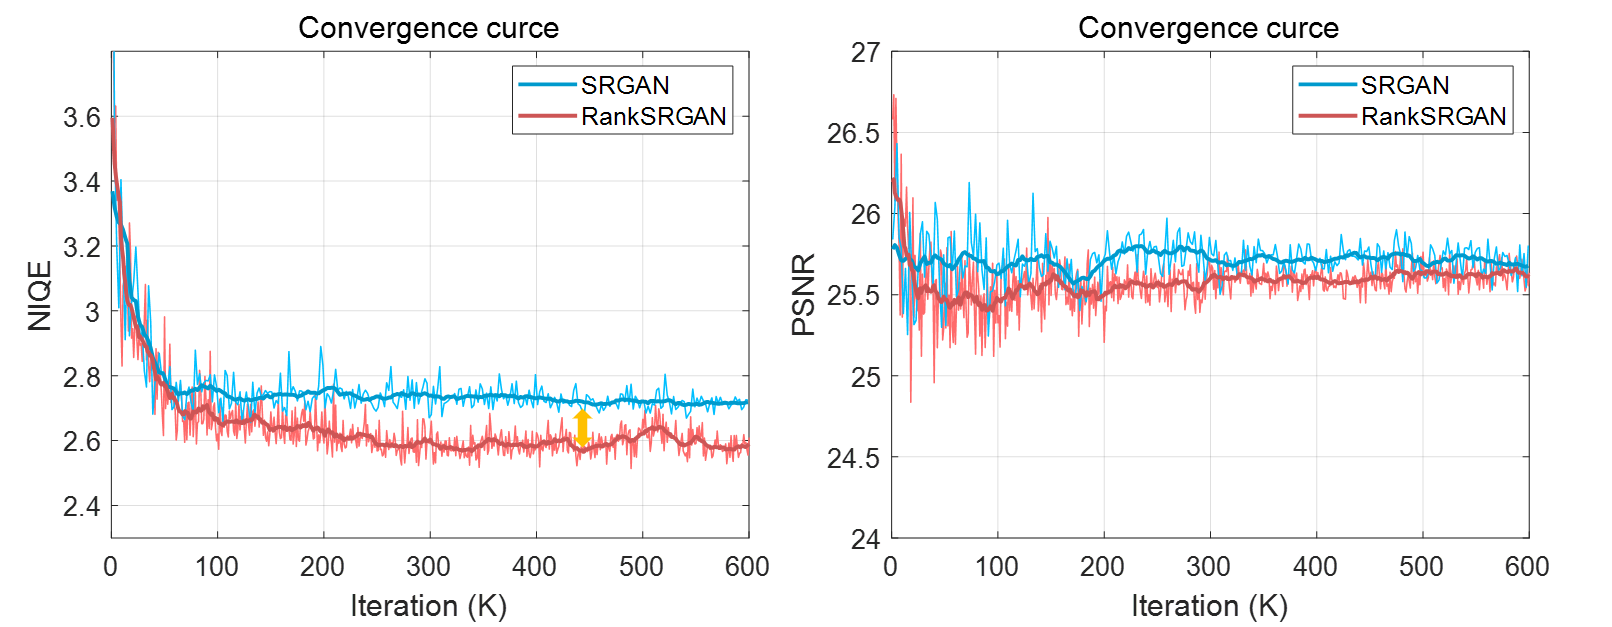 Convergence curce
SRGAN
RankSRGAN
3.6
3.4
3.2
3
2.8
2.6
2.4
NIQE
0 100 200 300 400 500 600
Iteration (K)
Convergence curce
SRGAN
RankSRGAN
27
26.5
26
25.5
25
24.5
24
PSNR
0 100 200 300 400 500 600
Iteration (K)